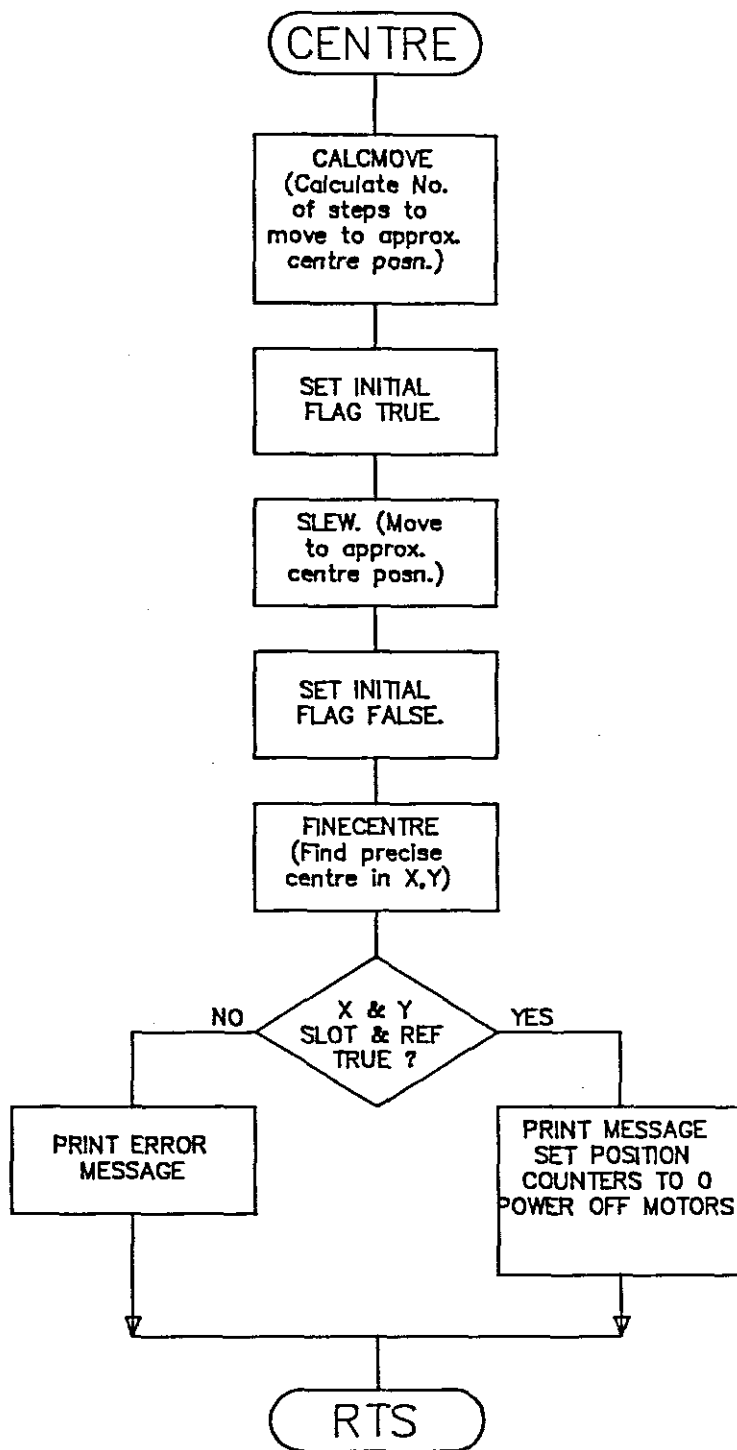 CENTRE
CALCMOVE
(Calculate No.
of steps to
move to approx.
centre posn.)
SET INITIAL
FLAG TRUE.
SLEW. (Move
to approx.
centre posn.)
SET INITIAL
FLAG FALSE.
FINECENTRE
(Find precise
centre in X,Y)
X & Y
SLOT & REF
TRUE ?
NO
YES
PRINT ERROR
MESSAGE
PRINT MESSAGE
SET POSITION
COUNTERS TO 0
POWER OFF MOTORS
RTS